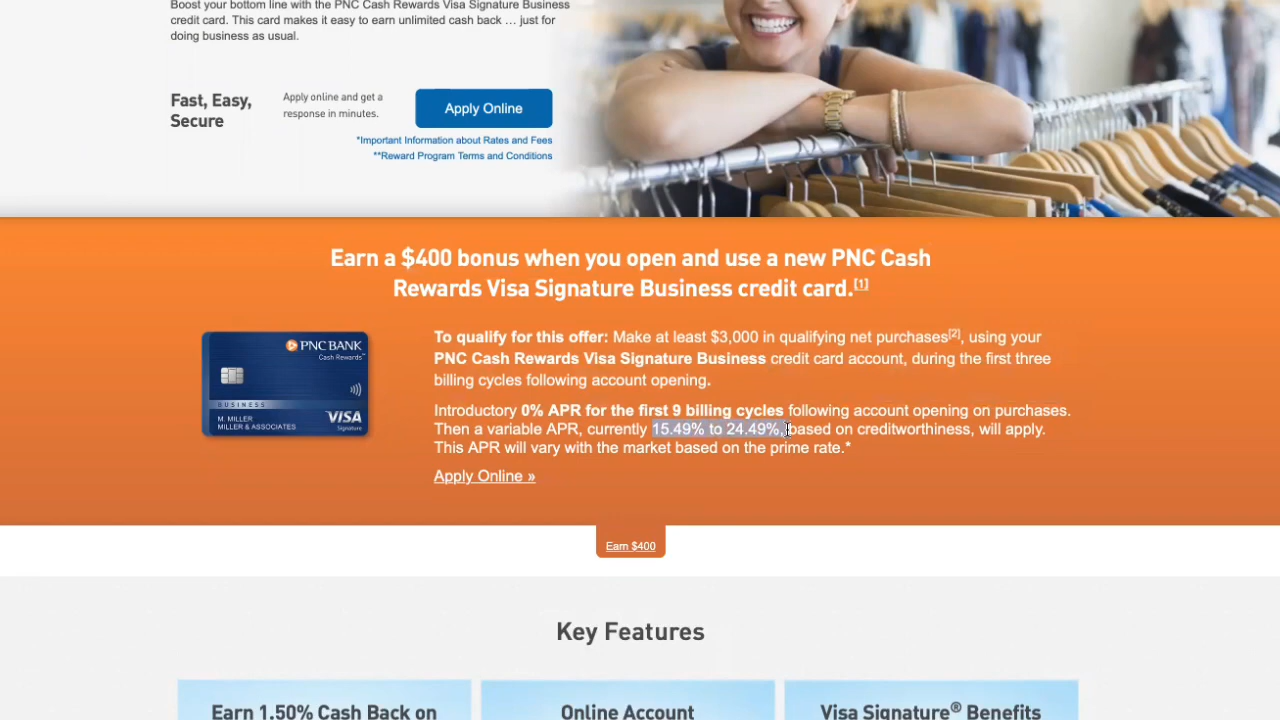 Boost your bottom line with the PNC Cash Rewards Visa Signature Business
credit card. This card makes it easy to earn unlimited cash back … just for
doing business as usual.
Fast, Easy,
Secure
Apply online and get a
response in minutes.
Apply Online
*Important Information about Rates and Fees
**Reward Program Terms and Conditions
Earn a $400 bonus when you open and use a new PNC Cash
Rewards Visa Signature Business credit card.[1]
PNC BANK
Cash Rewards™
BUSINESS
M. MILLER
MILLER & ASSOCIATES
VISA
Signature
To qualify for this offer: Make at least $3,000 in qualifying net purchases[2], using your
PNC Cash Rewards Visa Signature Business credit card account, during the first three
billing cycles following account opening.
Introductory 0% APR for the first 9 billing cycles following account opening on purchases.
Then a variable APR, currently 15.49% to 24.49%, based on creditworthiness, will apply.
This APR will vary with the market based on the prime rate.*
Apply Online »
Earn $400
Key Features
Earn 1.50% Cash Back on
Online Account
Visa Signature® Benefits